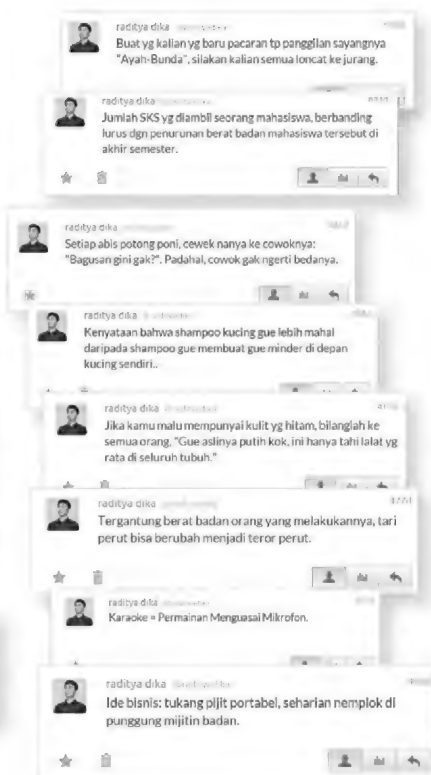 raditya dika
Buat yg kalian yg baru pacaran tp panggilan sayangnya
"Ayah-Bunda", silakan kalian semua loncat ke jurang.
raditya dika
Jumlah SKS yg diambil seorang mahasiswa, berbanding
lurus dgn penurunan berat badan mahasiswa tersebut di
akhir semester.
raditya dika
Setiap abis potong poni, cewek nanya ke cowoknya:
"Bagusan gini gak?". Padahal, cowok gak ngerti bedanya.
raditya dika
Kenyataan bahwa shampoo kucing gue lebih mahal
daripada shampoo gue membuat gue minder di depan
kucing sendiri..
raditya dika
Jika kamu malu mempunyai kulit yg hitam, bilanglah ke
semua orang, "Gue aslinya putih kok, ini hanya tahi lalat yg
rata di seluruh tubuh."
raditya dika
Tergantung berat badan orang yang melakukannya, tari
perut bisa berubah menjadi teror perut.
raditya dika
Karaoke = Permainan Menguasai Mikrofon.
raditya dika
Ide bisnis: tukang pijit portabel, seharian nemplok di
punggung mijitin badan.